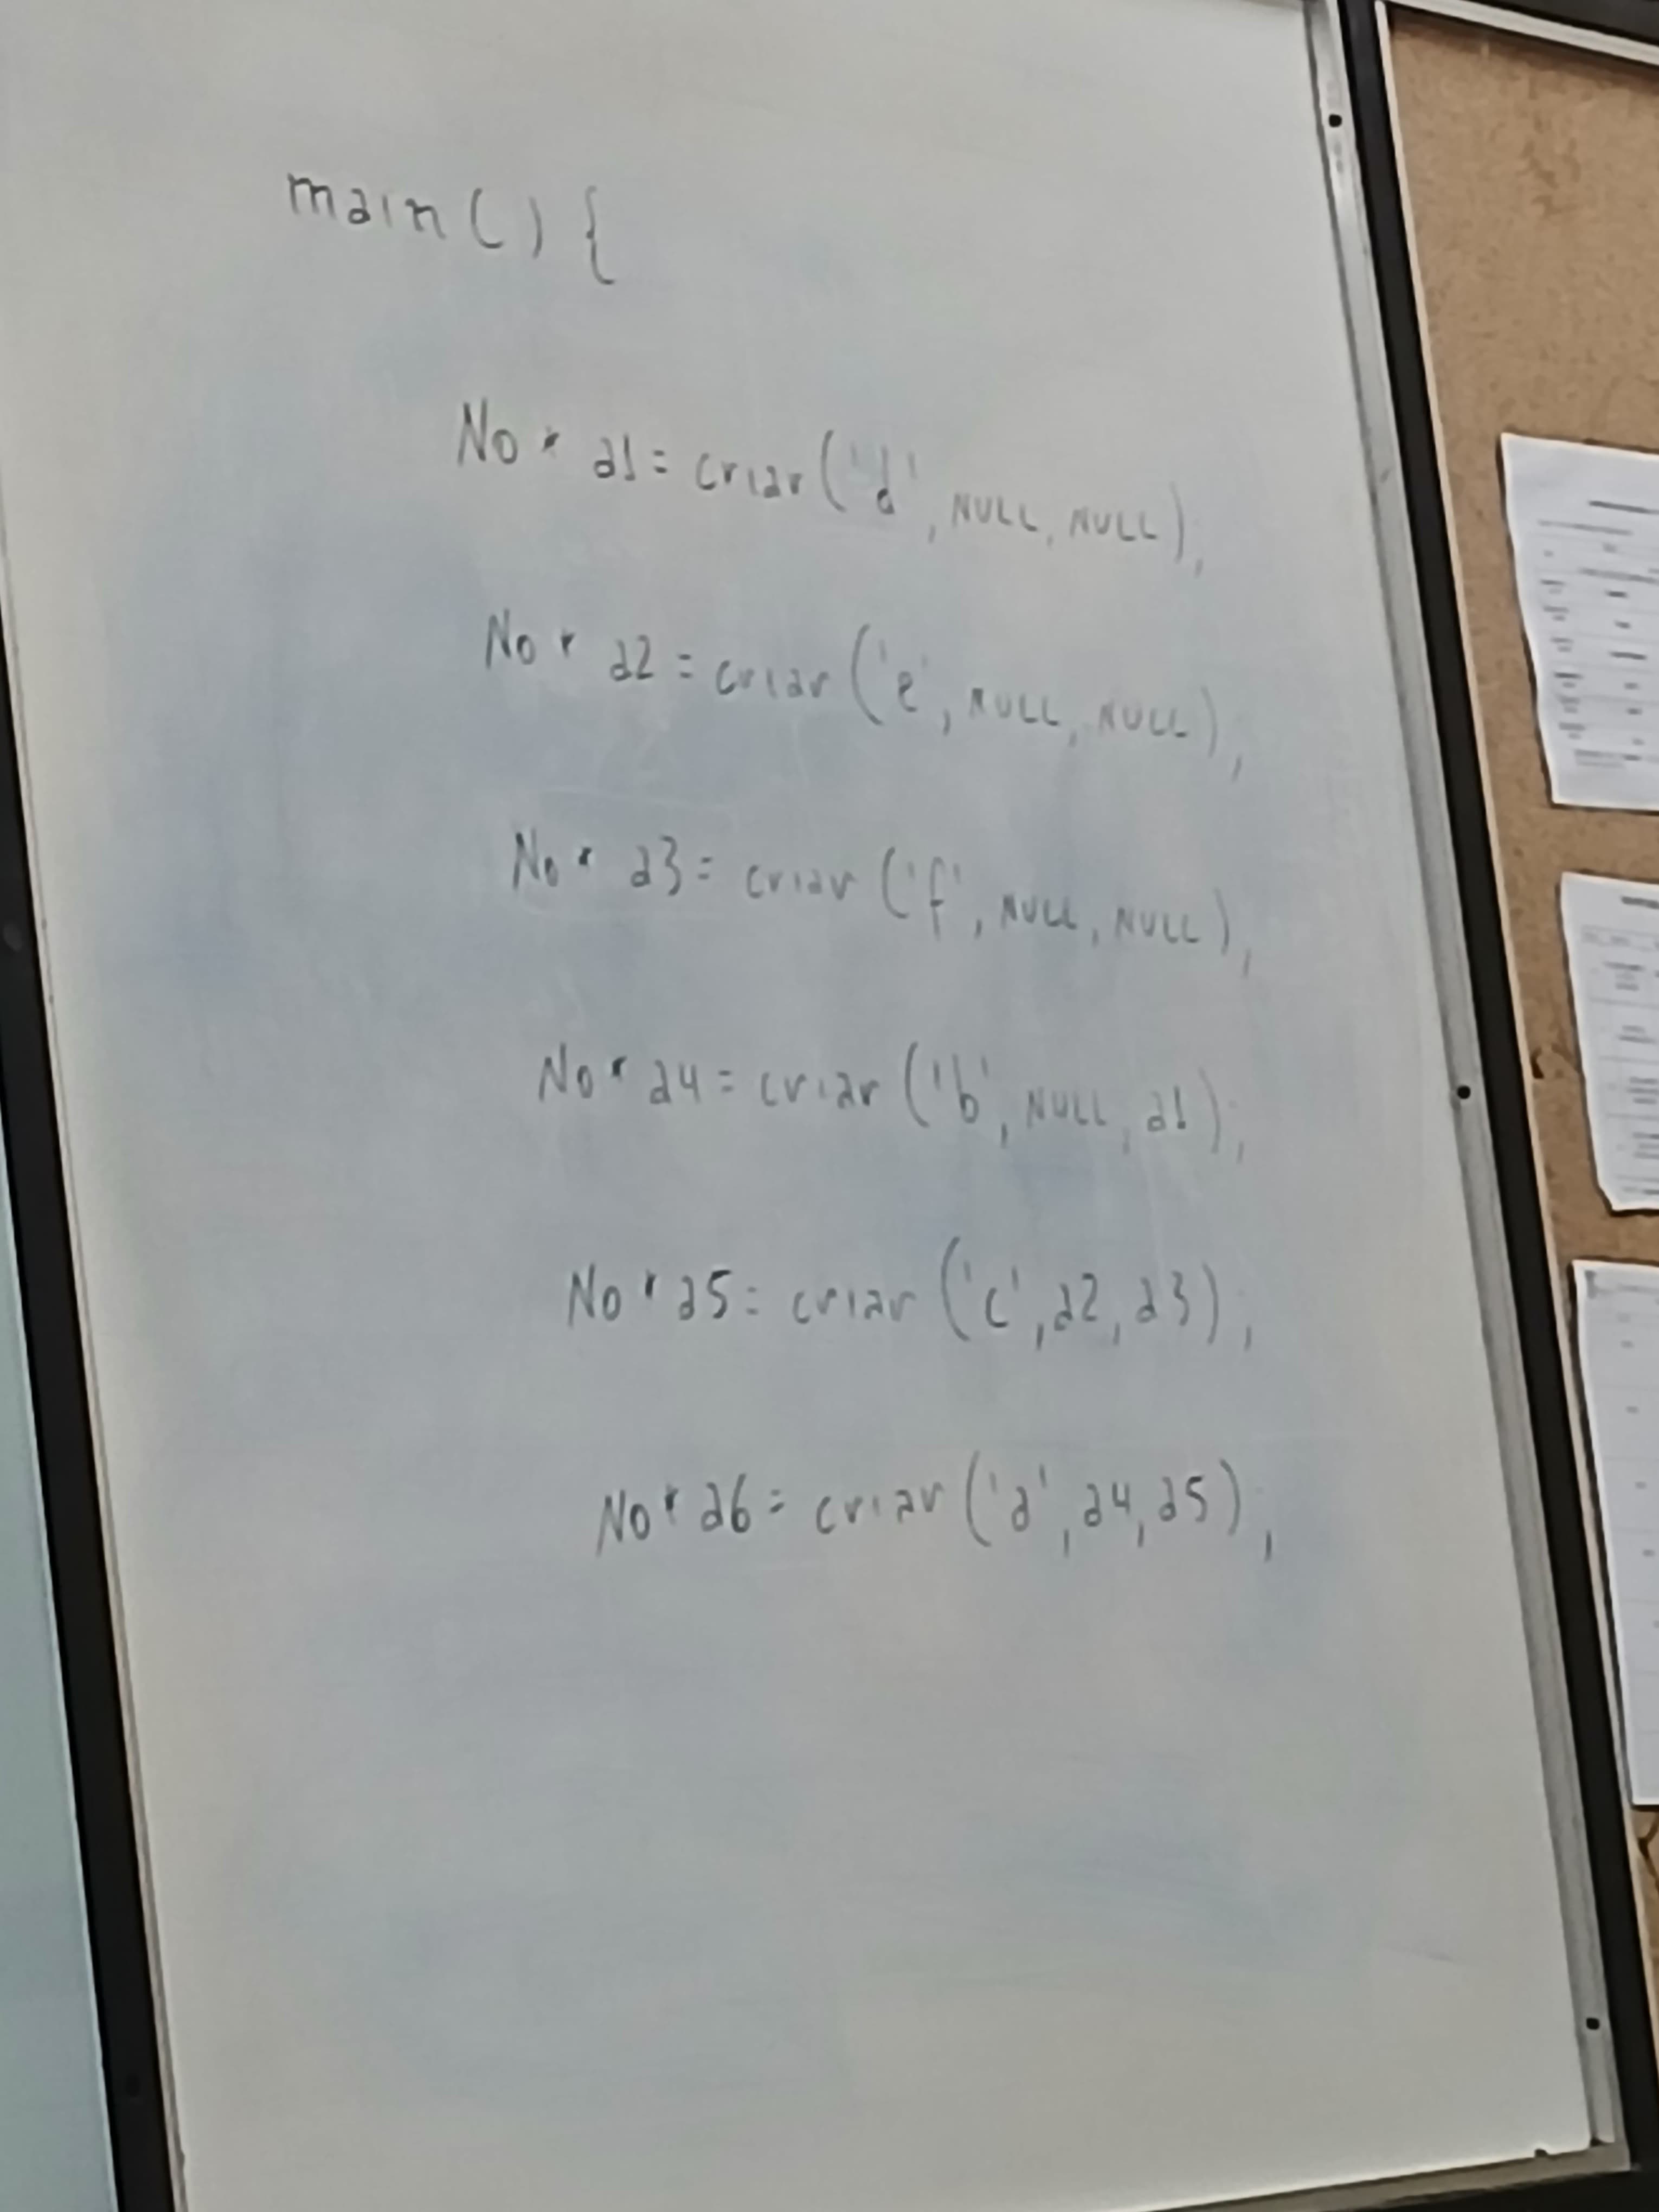 main() {
No * a1 = criar('d', NULL, NULL);
No * a2 = criar('e', NULL, NULL);
No * a3 = criar('f', NULL, NULL);
No * a4 = criar('b', NULL, a1);
No * a5 = criar('c', a2, a3);
No * a6 = criar('a', a4, a5);